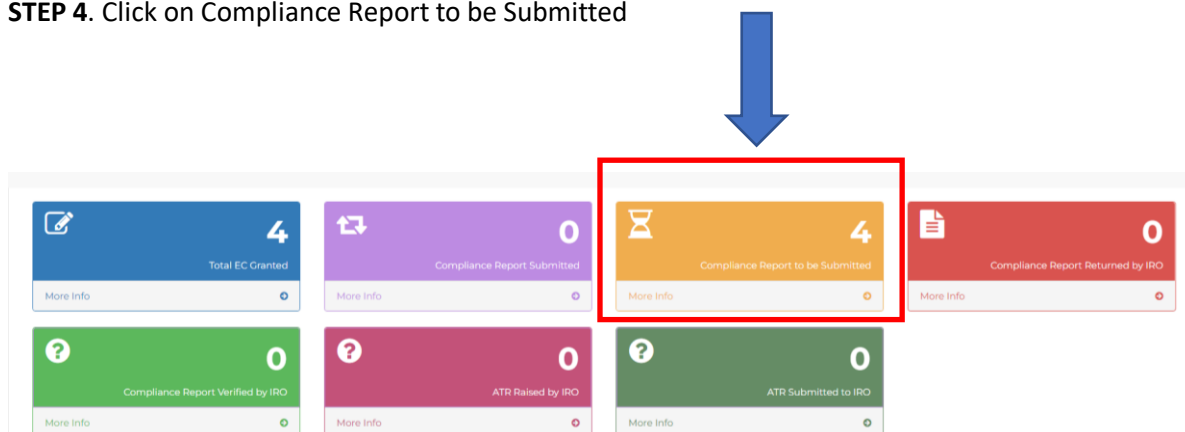 STEP 4. Click on Compliance Report to be Submitted
4
Total EC Granted
More Info
0
Compliance Report Submitted
More Info
4
Compliance Report to be Submitted
More Info
0
Compliance Report Returned by IRO
More Info
0
Compliance Report Verified by IRO
More Info
0
ATR Raised by IRO
More Info
0
ATR Submitted to IRO
More Info